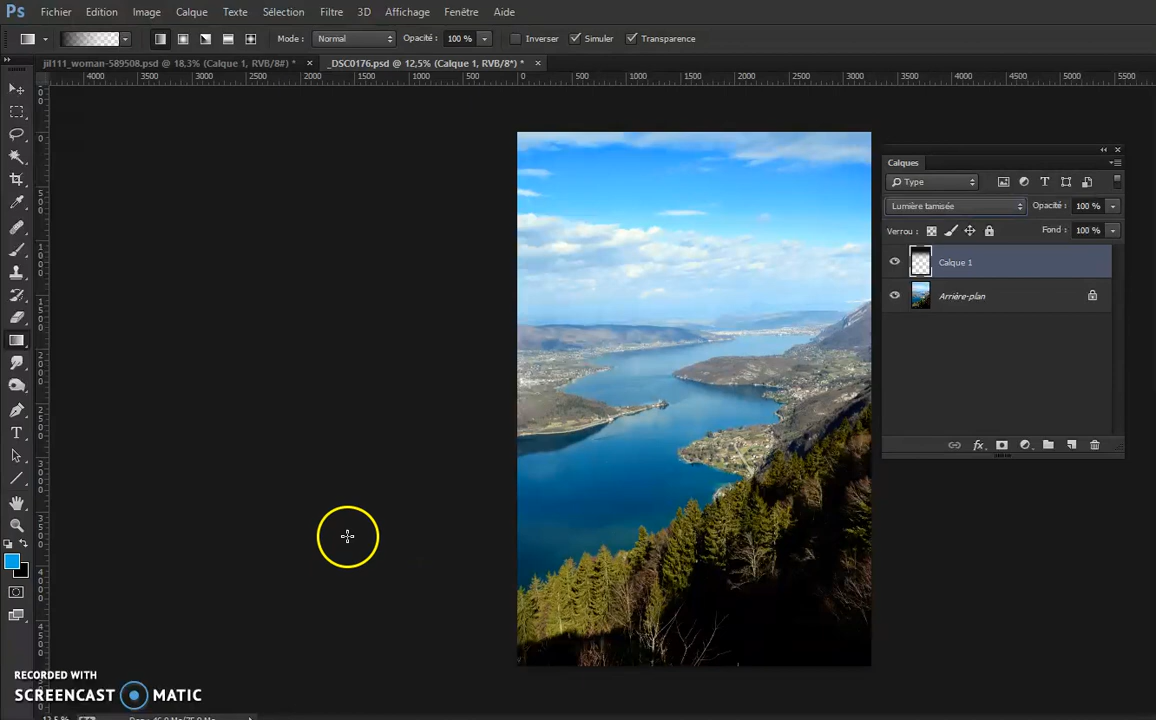 Ps Fichier Edition Image Calque Texte Sélection Filtre 3D Affichage Fenêtre Aide
Mode : Normal Opacité : 100 % Inverser Simuler Transparence
jil111_woman-589508.psd @ 18,3% (Calque 1, RVB/8#) * × _DSC0176.psd @ 12,5% (Calque 1, RVB/8*) * ×
4000 3500 3000 2500 2000 1500 1000 500 0 500 1000 1500 2000 2500 3000 3500 4000 4500 5000 5500
Calques
Type
Lumière tamisée Opacité : 100 %
Verrou : Fond : 100 %
Calque 1
Arrière-plan
fx
RECORDED WITH
SCREENCAST MATIC